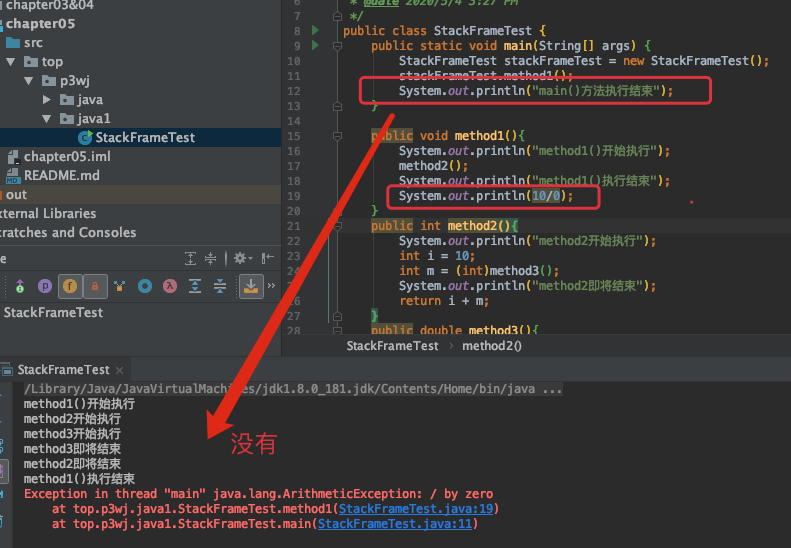 chapter03&04
chapter05
src
top
p3wj
java
java1
StackFrameTest
chapter05.iml
README.md
out
xternal Libraries
cratches and Consoles
e
StackFrameTest
6 * @date 2020/5/4 3:27 PM
7 */
8 public class StackFrameTest {
9 public static void main(String[] args) {
10 StackFrameTest stackFrameTest = new StackFrameTest();
11 stackFrameTest.method1();
12 System.out.println("main()方法执行结束");
13 }
14
15 public void method1(){
16 System.out.println("method1()开始执行");
17 method2();
18 System.out.println("method1()执行结束");
19 System.out.println(10/0);
20 }
21 public int method2(){
22 System.out.println("method2开始执行");
23 int i = 10;
24 int m = (int)method3();
25 System.out.println("method2即将结束");
26 return i + m;
27 }
28 public double method3(){
StackFrameTest › method2()
StackFrameTest ×
/Library/Java/JavaVirtualMachines/jdk1.8.0_181.jdk/Contents/Home/bin/java ...
method1()开始执行
method2开始执行
method3开始执行
method3即将结束
method2即将结束
method1()执行结束
没有
Exception in thread "main" java.lang.ArithmeticException: / by zero
at top.p3wj.java1.StackFrameTest.method1(StackFrameTest.java:19)
at top.p3wj.java1.StackFrameTest.main(StackFrameTest.java:11)